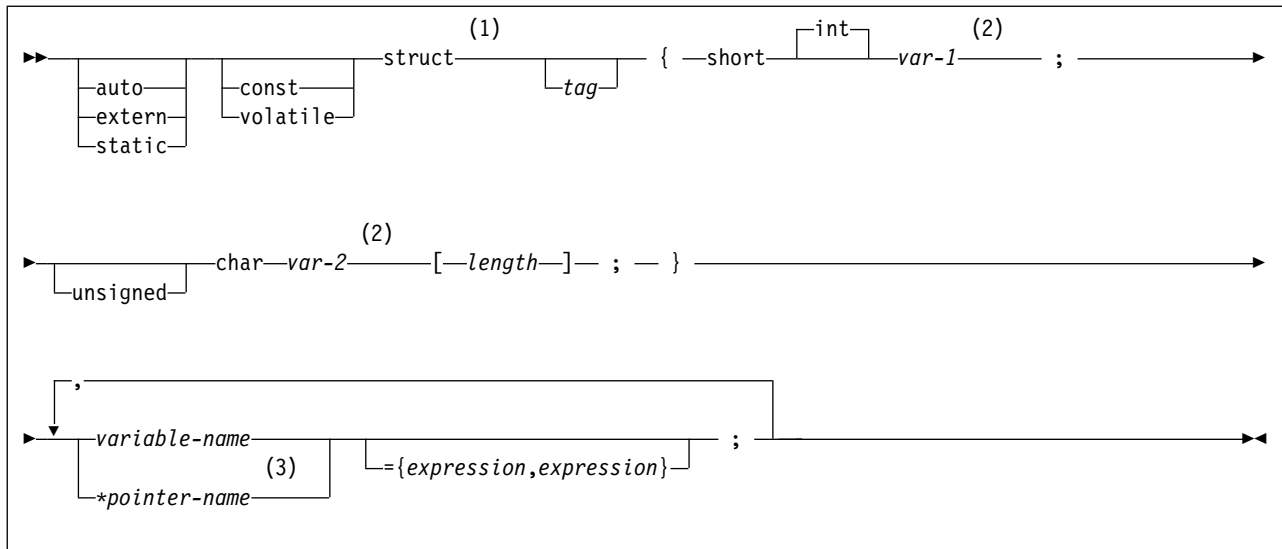 (1) int (2)
struct { short var-1 ;
auto const tag
extern volatile
static
(2)
char var-2 [ length ] ; }
unsigned
,
variable-name ;
(3) ={expression,expression}
*pointer-name